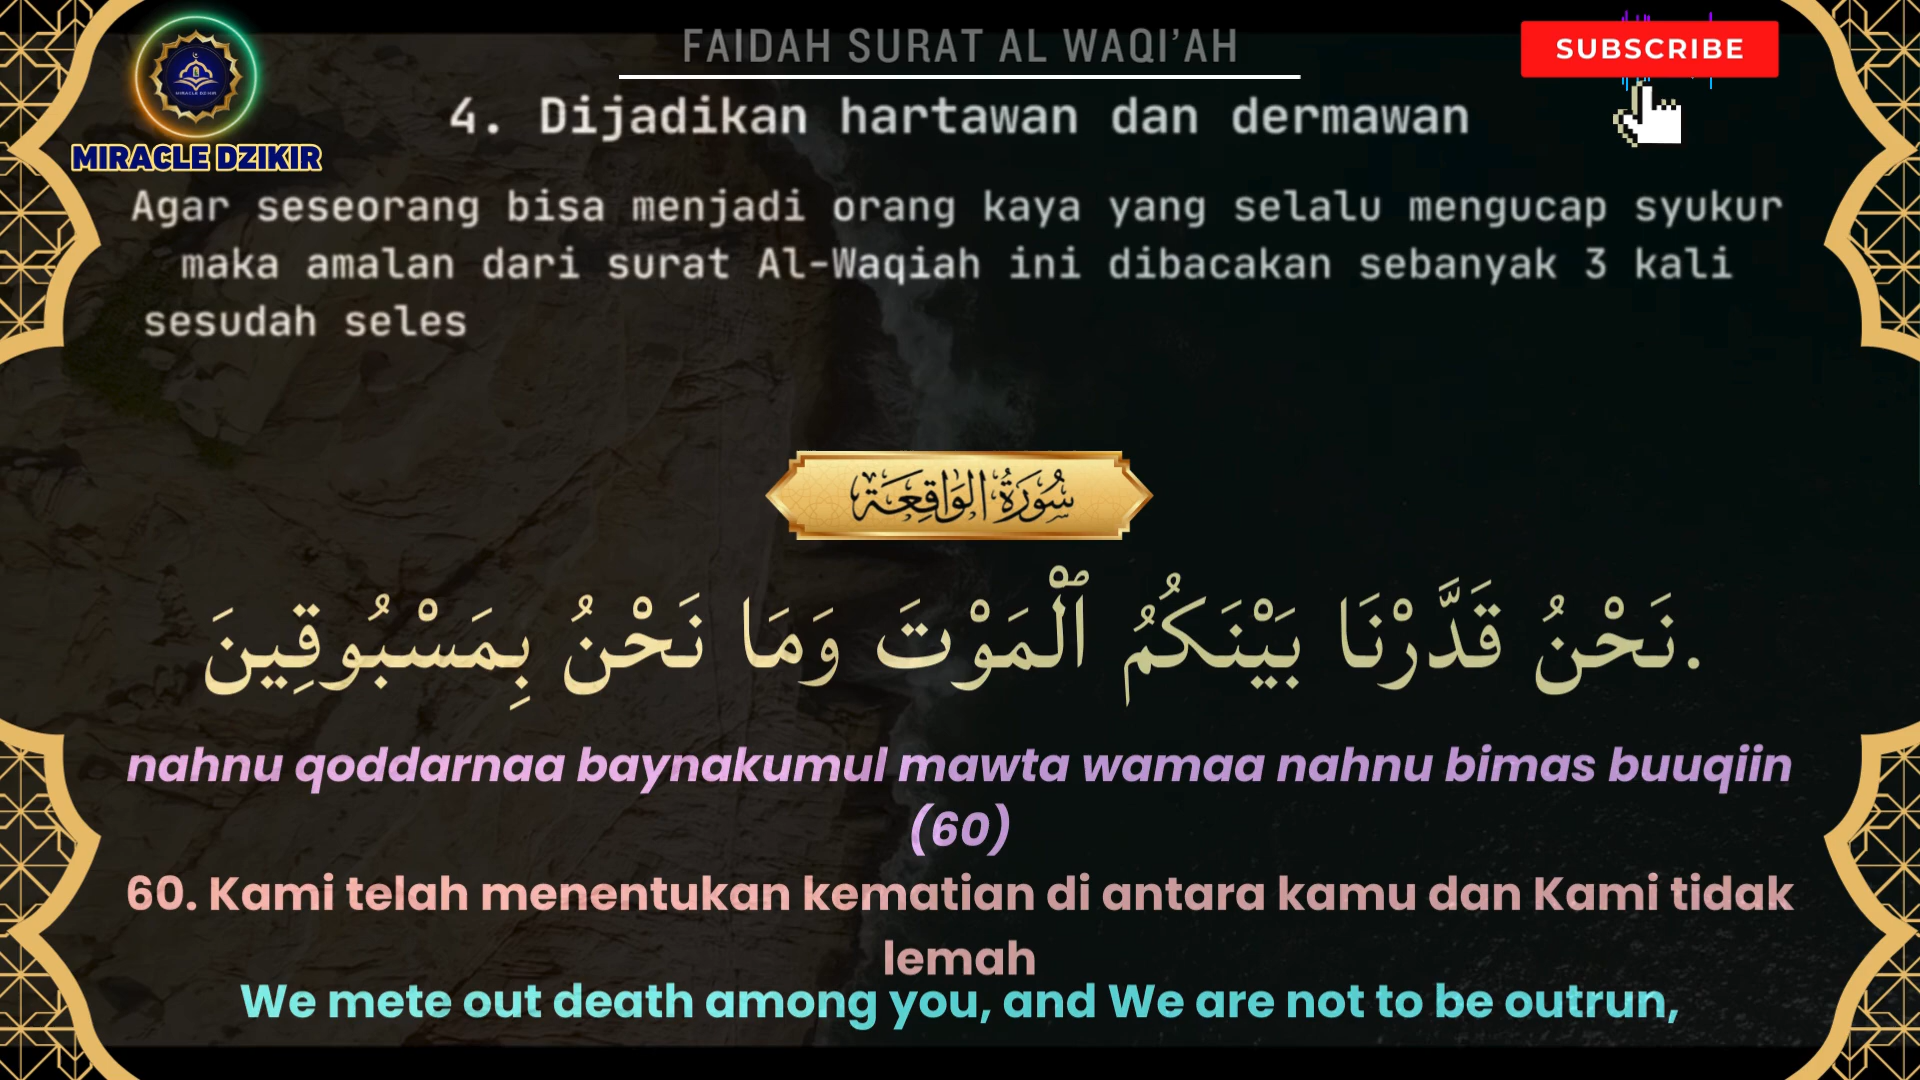 FAIDAH SURAT AL WAQI’AH
SUBSCRIBE
MIRACLE DZIKIR
4. Dijadikan hartawan dan dermawan
Agar seseorang bisa menjadi orang kaya yang selalu mengucap syukur
maka amalan dari surat Al-Waqiah ini dibacakan sebanyak 3 kali
sesudah seles
سُورَةُ الوَاقِعَة
.نَحْنُ قَدَّرْنَا بَيْنَكُمُ ٱلْمَوْتَ وَمَا نَحْنُ بِمَسْبُوقِينَ
nahnu qoddarnaa baynakumul mawta wamaa nahnu bimas buuqiin
(60)
60. Kami telah menentukan kematian di antara kamu dan Kami tidak
lemah
We mete out death among you, and We are not to be outrun,